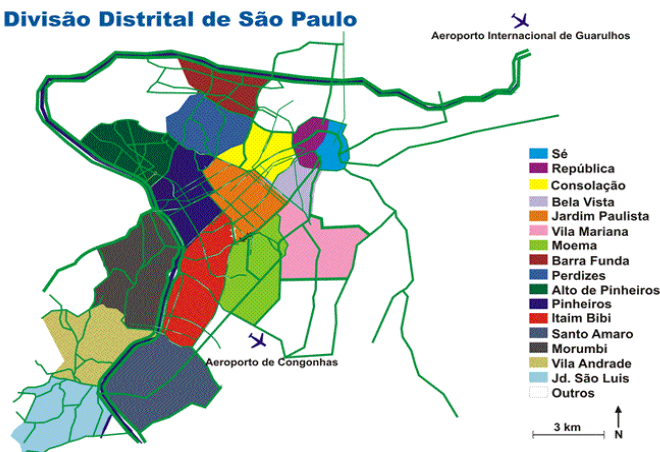 Divisão Distrital de São Paulo
Aeroporto Internacional de Guarulhos
Sé
República
Consolação
Bela Vista
Jardim Paulista
Vila Mariana
Moema
Barra Funda
Perdizes
Alto de Pinheiros
Pinheiros
Itaim Bibi
Santo Amaro
Morumbi
Vila Andrade
Jd. São Luis
Outros
Aeroporto de Congonhas
3 km
N